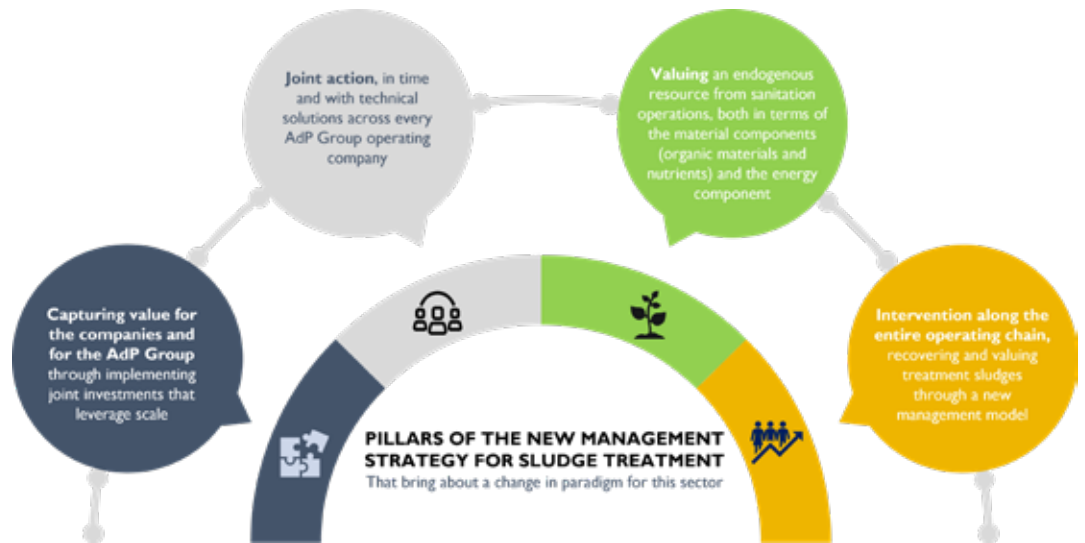 Joint action, in time
and with technical
solutions across every
AdP Group operating
company
Valuing an endogenous
resource from sanitation
operations, both in terms of
the material components
(organic materials and
nutrients) and the energy
component
Capturing value for
the companies and
for the AdP Group
through implementing
joint investments that
leverage scale
Intervention along the
entire operating chain,
recovering and valuing
treatment sludges
through a new
management model
PILLARS OF THE NEW MANAGEMENT
STRATEGY FOR SLUDGE TREATMENT
That bring about a change in paradigm for this sector